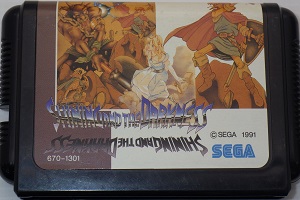 SHINING AND THE DARKNESS
SHINING AND THE DARKNESS
© SEGA 1991
SEGA
670-1301